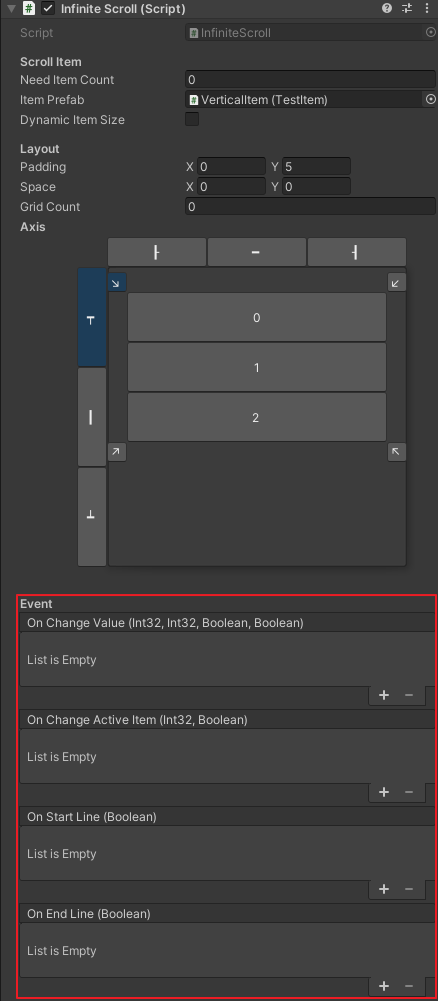 Infinite Scroll (Script)
Script InfiniteScroll
Scroll Item
Need Item Count 0
Item Prefab VerticalItem (TestItem)
Dynamic Item Size
Layout
Padding X 0 Y 5
Space X 0 Y 0
Grid Count 0
Axis
0
1
2
Event
On Change Value (Int32, Int32, Boolean, Boolean)
List is Empty
+ −
On Change Active Item (Int32, Boolean)
List is Empty
+ −
On Start Line (Boolean)
List is Empty
+ −
On End Line (Boolean)
List is Empty
+ −